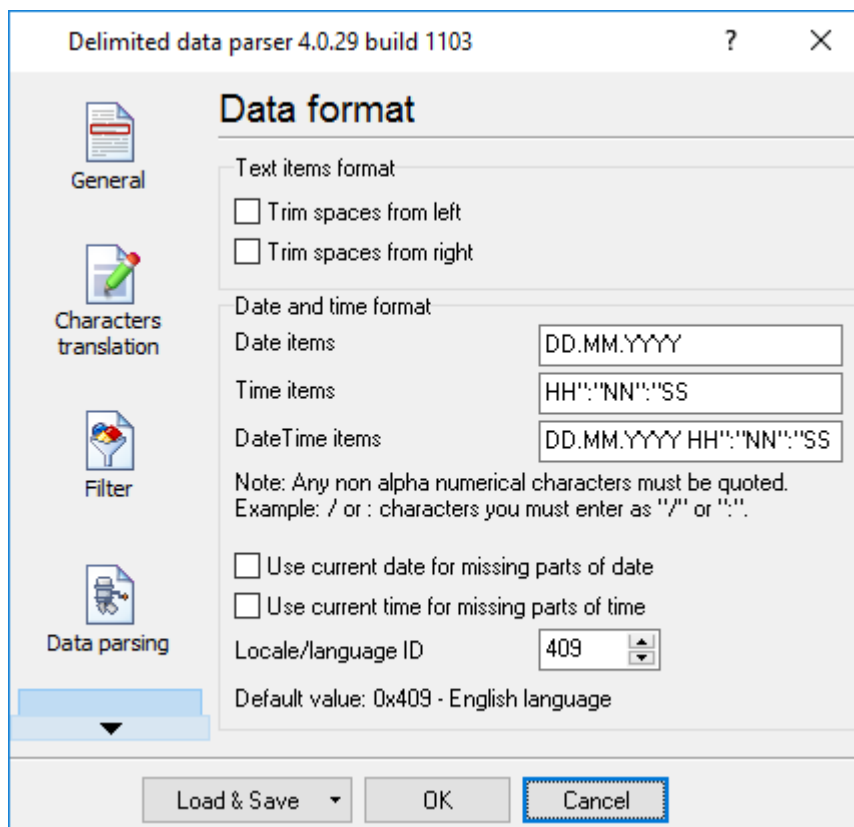 Delimited data parser 4.0.29 build 1103
?
General
Characters
translation
Filter
Data parsing
Data format
Text items format
Trim spaces from left
Trim spaces from right
Date and time format
Date items
DD.MM.YYYY
Time items
HH":"NN":"SS
DateTime items
DD.MM.YYYY HH":"NN":"SS
Note: Any non alpha numerical characters must be quoted.
Example: / or : characters you must enter as "/" or ":".
Use current date for missing parts of date
Use current time for missing parts of time
Locale/language ID
409
Default value: 0x409 - English language
Load & Save
OK
Cancel